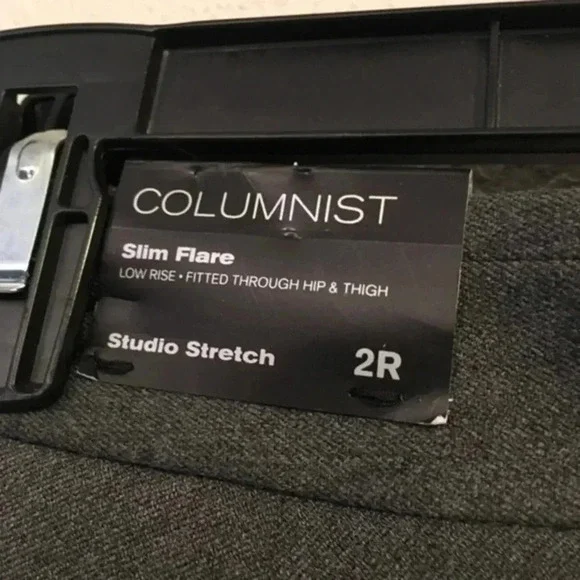 COLUMNIST
Slim Flare
LOW RISE • FITTED THROUGH HIP & THIGH
Studio Stretch
2R